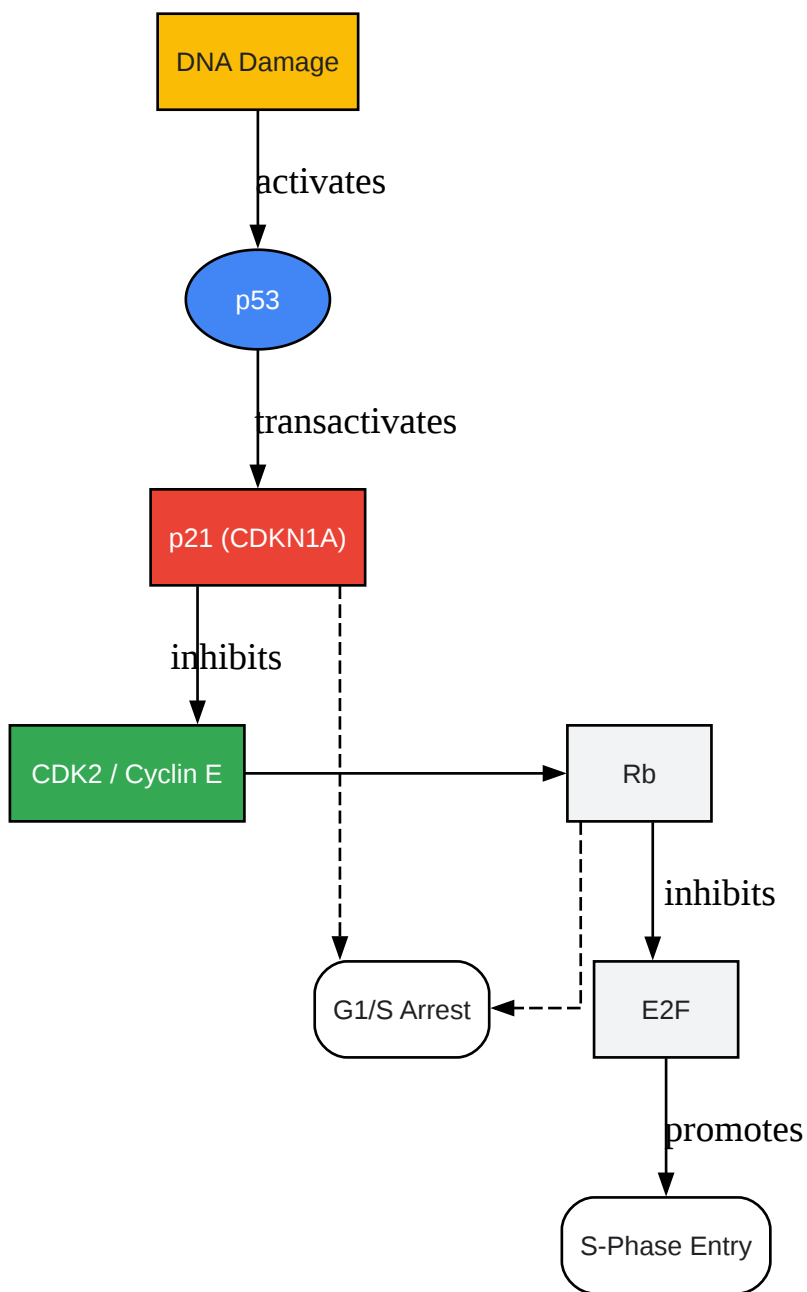 DNA Damage
activates
p53
transactivates
p21 (CDKN1A)
inhibits
CDK2 / Cyclin E
Rb
inhibits
G1/S Arrest
E2F
promotes
S-Phase Entry